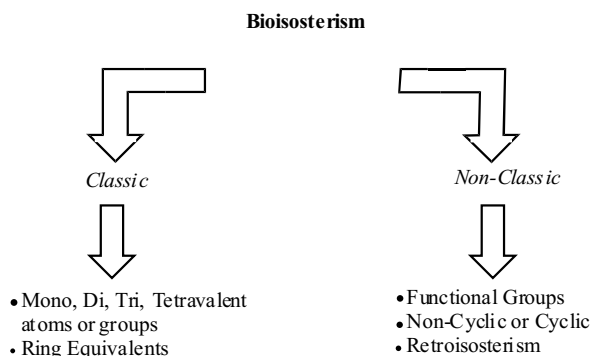 Bioisosterism
Classic
Non-Classic
• Mono, Di, Tri, Tetravalent
atoms or groups
• Ring Equivalents
• Functional Groups
• Non-Cyclic or Cyclic
• Retroisosterism